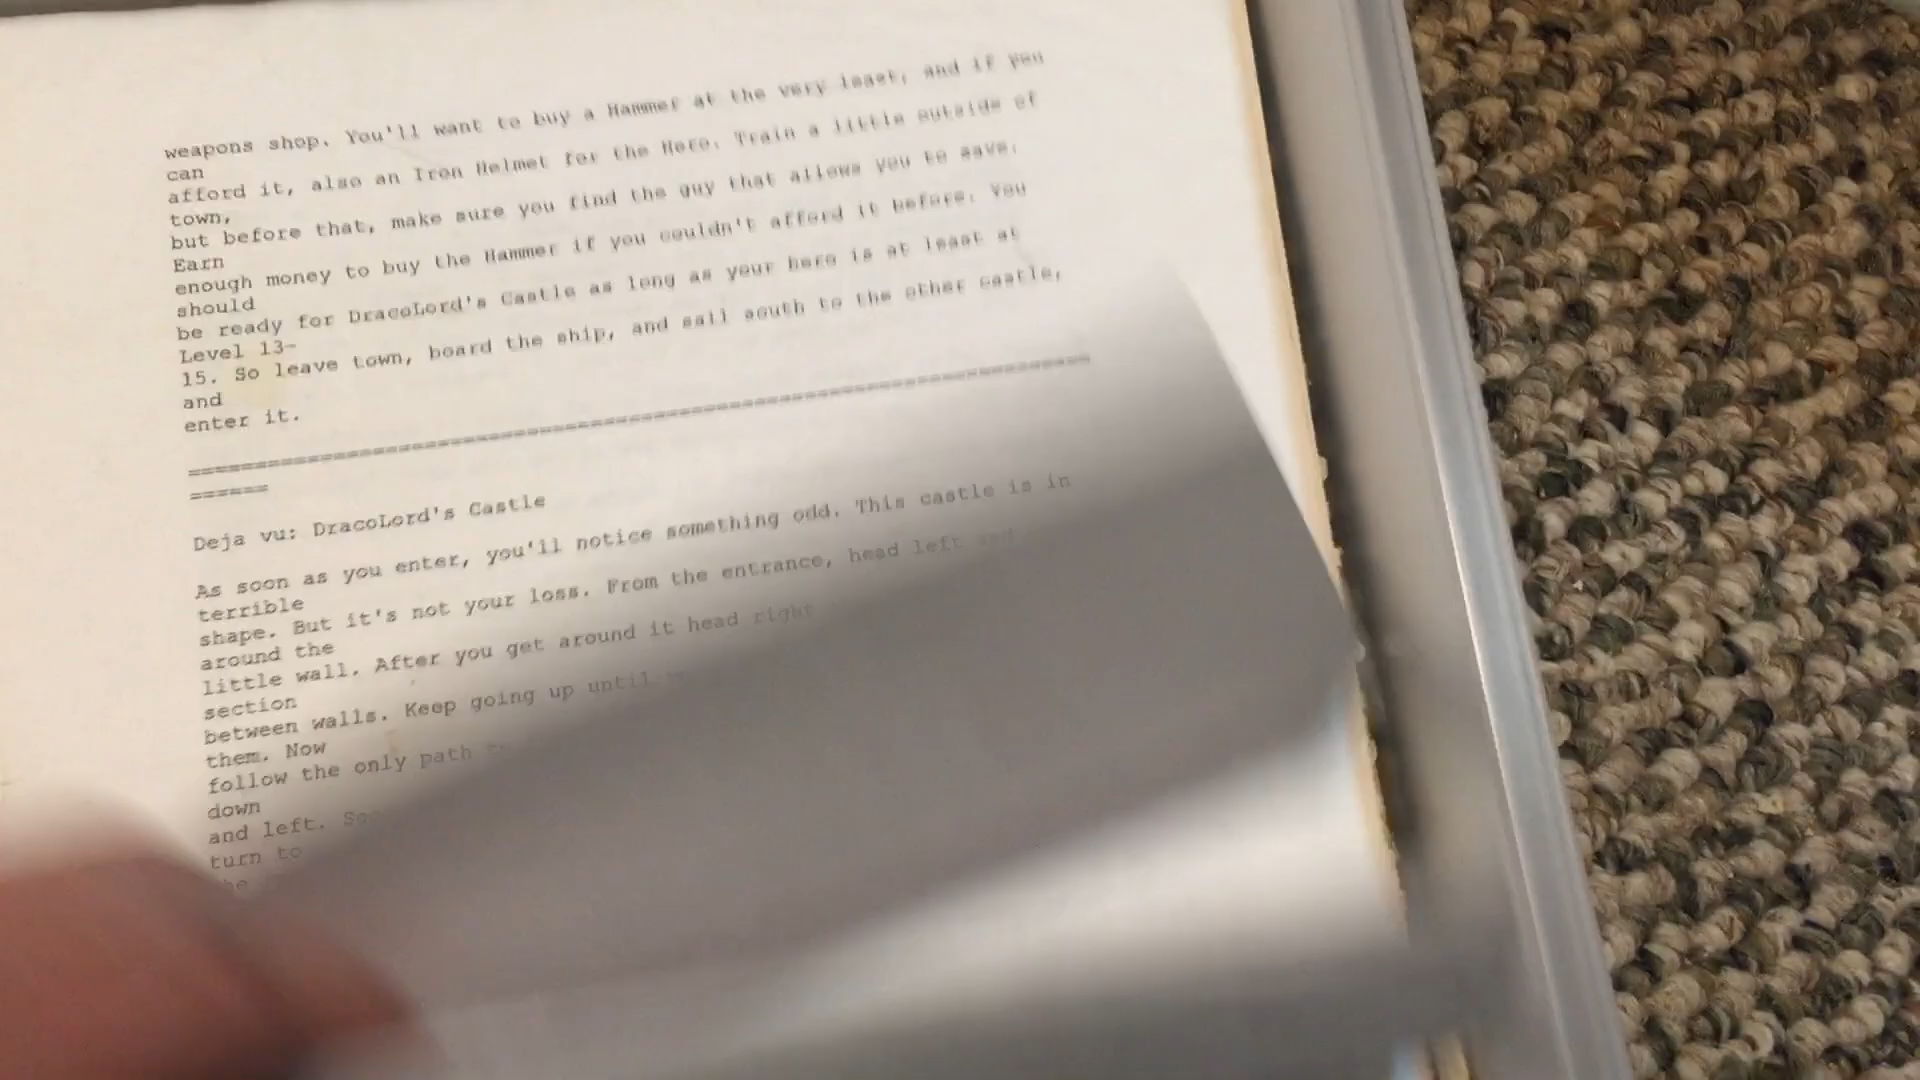 weapons shop. You'll want to buy a Hammer at the very least, and if you
can
afford it, also an Iron Helmet for the Hero. Train a little outside of
town,
but before that, make sure you find the guy that allows you to save.
Earn
enough money to buy the Hammer if you couldn't afford it before. You
should
be ready for DracoLord's Castle as long as your hero is at least at
Level 13-
15. So leave town, board the ship, and sail south to the other castle,
and
enter it.
==============================================================================
======
Deja vu: DracoLord's Castle
As soon as you enter, you'll notice something odd. This castle is in
terrible
shape. But it's not your loss. From the entrance, head left and
around the
little wall. After you get around it head right
section
between walls. Keep going up until
them. Now
follow the only path
down
and left.
turn to